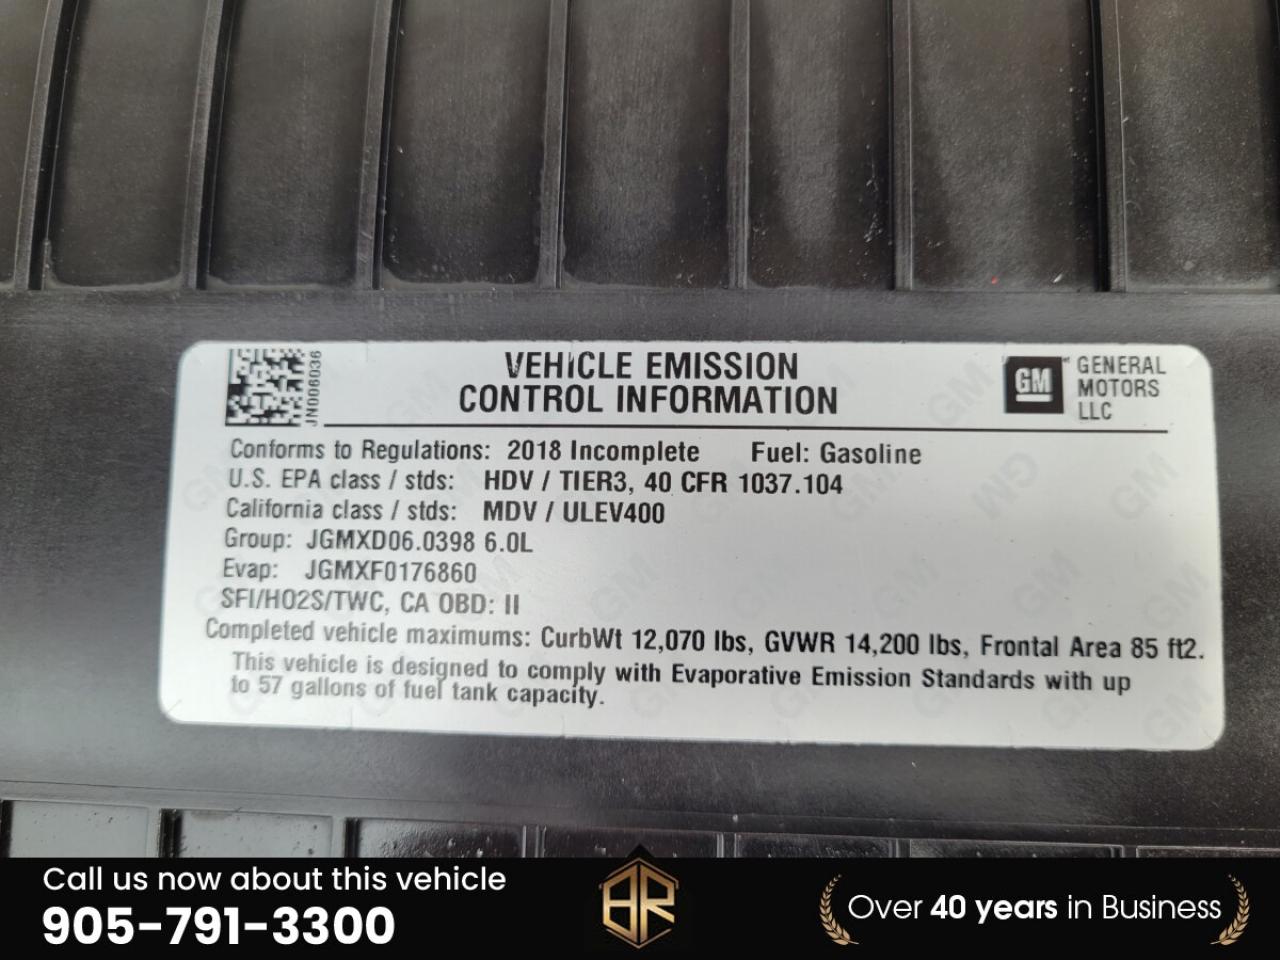 JN006036
VEHICLE EMISSION
CONTROL INFORMATION
GM
GENERAL
MOTORS
LLC
Conforms to Regulations: 2018 Incomplete Fuel: Gasoline
U.S. EPA class / stds: HDV / TIER3, 40 CFR 1037.104
California class / stds: MDV / ULEV400
Group: JGMXD06.0398 6.0L
Evap: JGMXF0176860
SFI/HO2S/TWC, CA OBD: II
Completed vehicle maximums: CurbWt 12,070 lbs, GVWR 14,200 lbs, Frontal Area 85 ft2.
This vehicle is designed to comply with Evaporative Emission Standards with up
to 57 gallons of fuel tank capacity.
Call us now about this vehicle
905-791-3300
BR
Over 40 years in Business